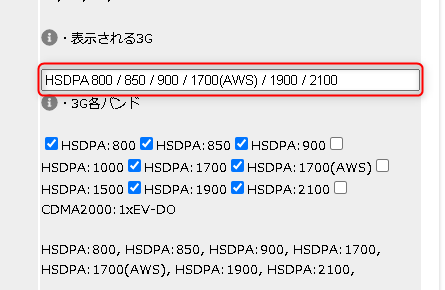 ・表示される3G
HSDPA 800 / 850 / 900 / 1700(AWS) / 1900 / 2100
・3G各バンド
HSDPA:800 HSDPA:850 HSDPA:900
HSDPA:1000 HSDPA:1700 HSDPA:1700(AWS)
HSDPA:1500 HSDPA:1900 HSDPA:2100
CDMA2000:1xEV-DO
HSDPA:800, HSDPA:850, HSDPA:900, HSDPA:1700,
HSDPA:1700(AWS), HSDPA:1900, HSDPA:2100,